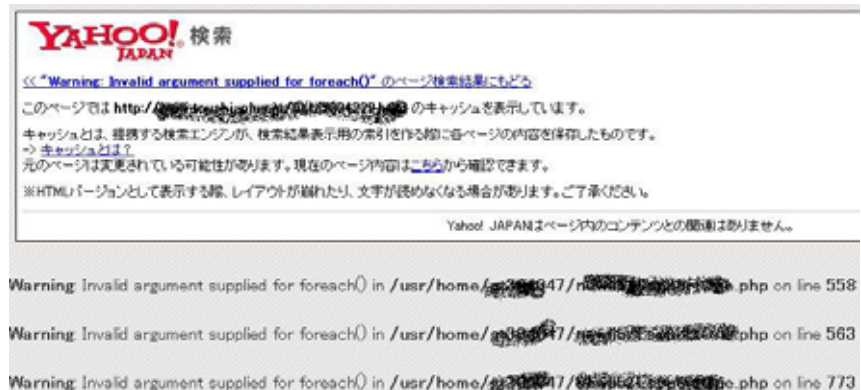 YAHOO! JAPAN 検索
<< "Warning: Invalid argument supplied for foreach()" のページ検索結果にもどる
このページでは http:// のキャッシュを表示しています。
キャッシュとは、提携する検索エンジンが、検索結果表示用の索引を作る際に各ページの内容を保存したものです。
-> キャッシュとは?
元のページは変更されている可能性があります。現在のページ内容はこちらから確認できます。
※HTMLバージョンとして表示する際、レイアウトが崩れたり、文字が読めなくなる場合があります。ご了承ください。
Yahoo! JAPANはページ内のコンテンツとの関連はありません。
Warning: Invalid argument supplied for foreach() in /usr/home/ .php on line 558
Warning: Invalid argument supplied for foreach() in /usr/home/ .php on line 563
Warning: Invalid argument supplied for foreach() in /usr/home/ .php on line 773